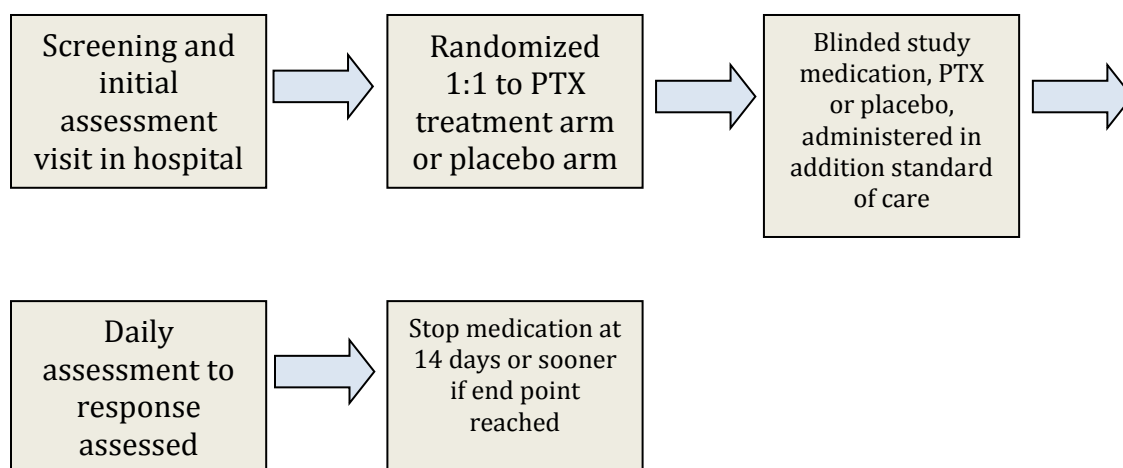 Screening and
initial
assessment
visit in hospital
Randomized
1:1 to PTX
treatment arm
or placebo arm
Blinded study
medication, PTX
or placebo,
administered in
addition standard
of care
Daily
assessment to
response
assessed
Stop medication at
14 days or sooner
if end point
reached